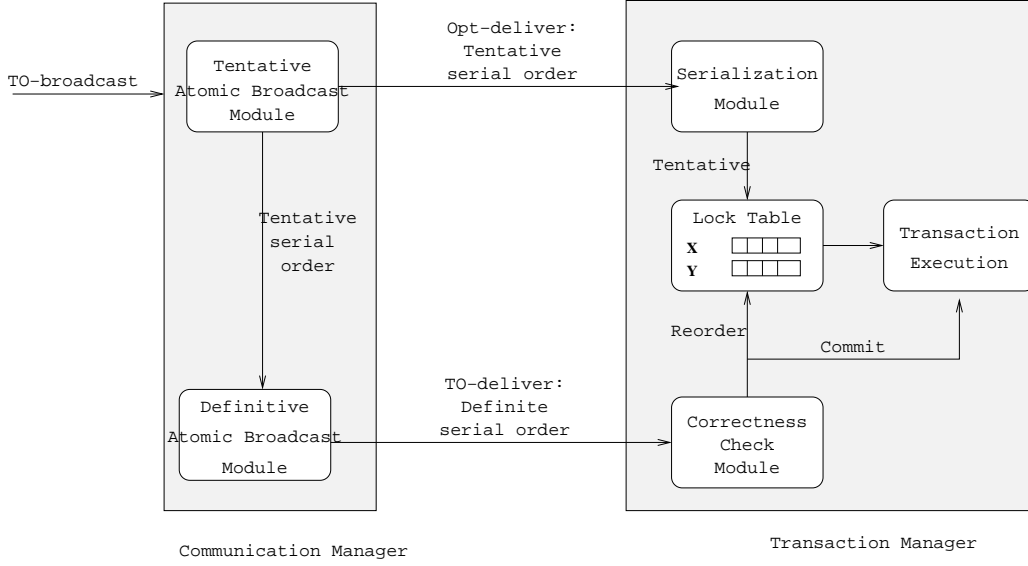 TO-broadcast
Tentative
Atomic Broadcast
Module
Opt-deliver:
Tentative
serial order
Serialization
Module
Tentative
Tentative
serial
order
Lock Table
X
Y
Transaction
Execution
Reorder
Commit
Definitive
Atomic Broadcast
Module
TO-deliver:
Definite
serial order
Correctness
Check
Module
Communication Manager
Transaction Manager